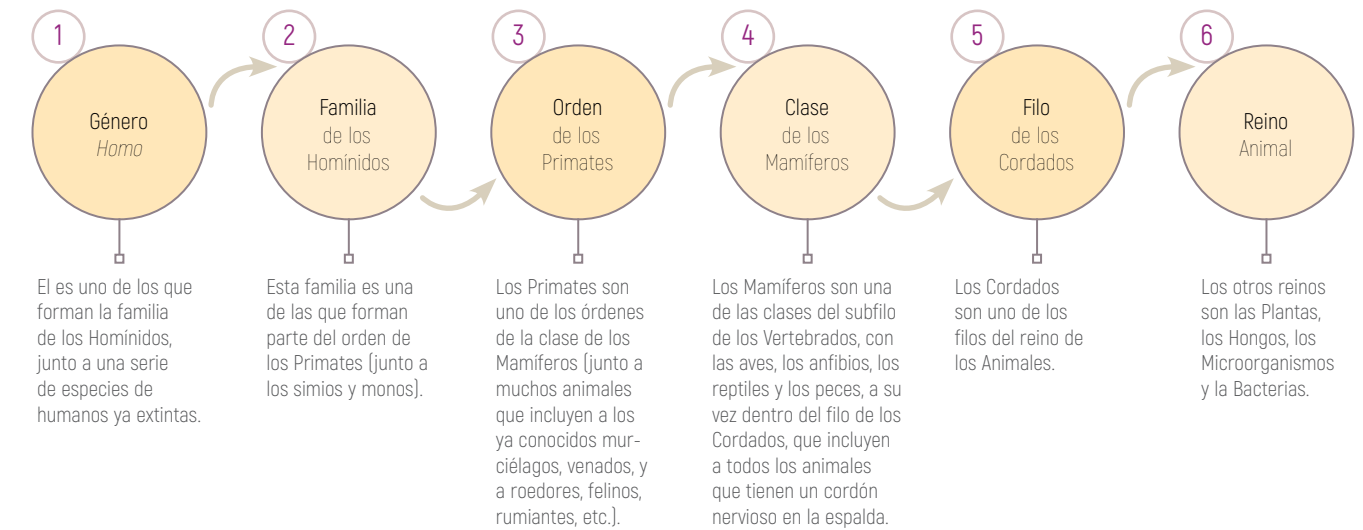 1
Género
Homo
El es uno de los que
forman la familia
de los Homínidos,
junto a una serie
de especies de
humanos ya extintas.
2
Familia
de los
Homínidos
Esta familia es una
de las que forman
parte del orden de
los Primates (junto a
los simios y monos).
3
Orden
de los
Primates
Los Primates son
uno de los órdenes
de la clase de los
Mamíferos (junto a
muchos animales
que incluyen a los
ya conocidos mur-
ciélagos, venados, y
a roedores, felinos,
rumiantes, etc.).
4
Clase
de los
Mamíferos
Los Mamíferos son una
de las clases del subfilo
de los Vertebrados, con
las aves, los anfibios, los
reptiles y los peces, a su
vez dentro del filo de los
Cordados, que incluyen
a todos los animales
que tienen un cordón
nervioso en la espalda.
5
Filo
de los
Cordados
Los Cordados
son uno de los
filos del reino de
los Animales.
6
Reino
Animal
Los otros reinos
son las Plantas,
los Hongos, los
Microorganismos
y la Bacterias.